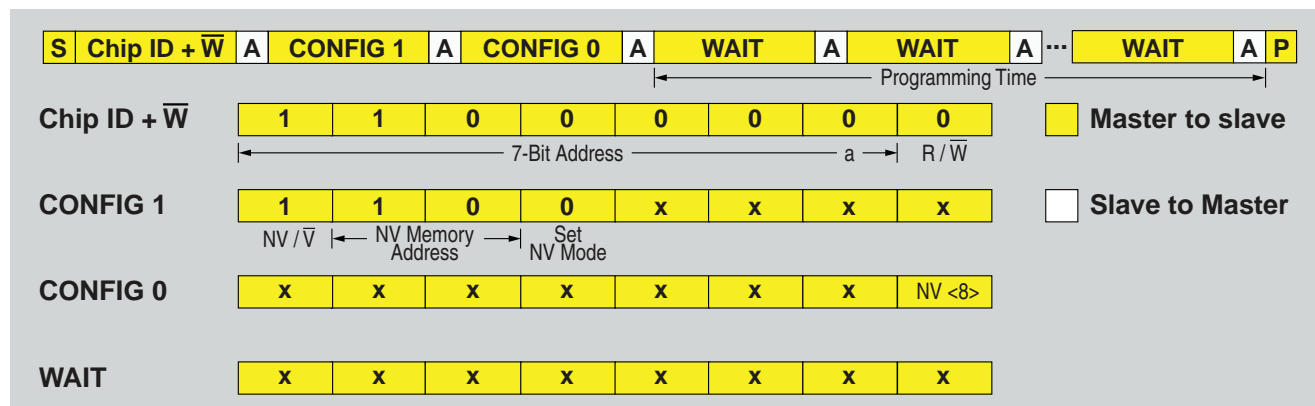 S Chip ID + W̅ A CONFIG 1 A CONFIG 0 A WAIT A WAIT A ... WAIT A P
Programming Time
Chip ID + W̅ 1 1 0 0 0 0 0 0 Master to slave
7-Bit Address a R / W̅
CONFIG 1 1 1 0 0 x x x x Slave to Master
NV / V̅ NV Memory Address Set NV Mode
CONFIG 0 x x x x x x x NV <8>
WAIT x x x x x x x x